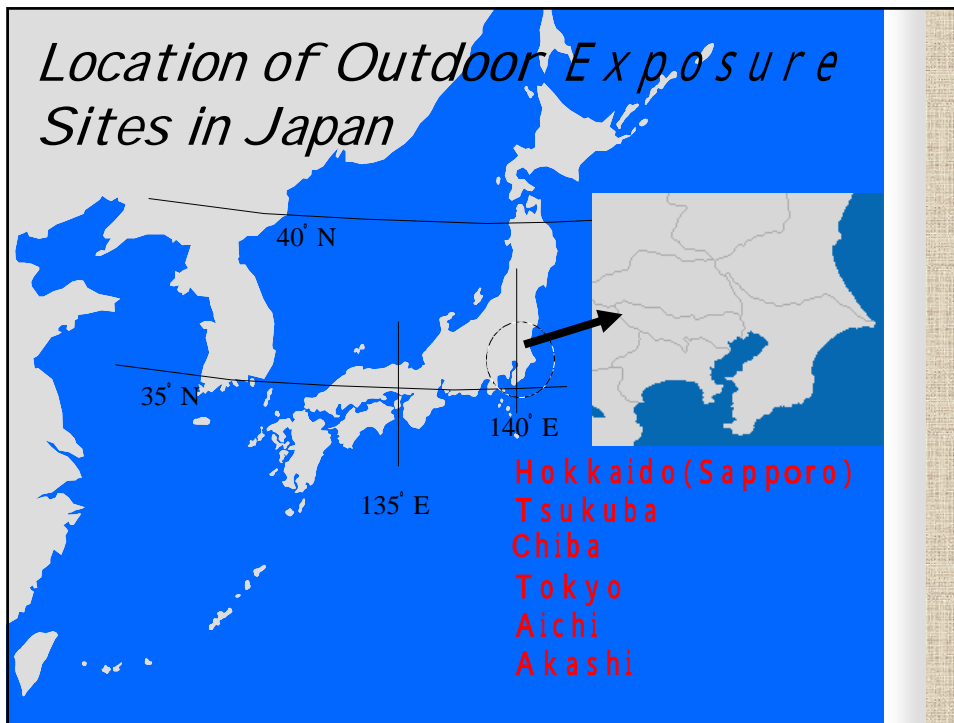 Location of Outdoor Exposure
Sites in Japan
40° N
35° N
140° E
135° E
Hokkaido(Sapporo)
Tsukuba
Chiba
Tokyo
Aichi
Akashi